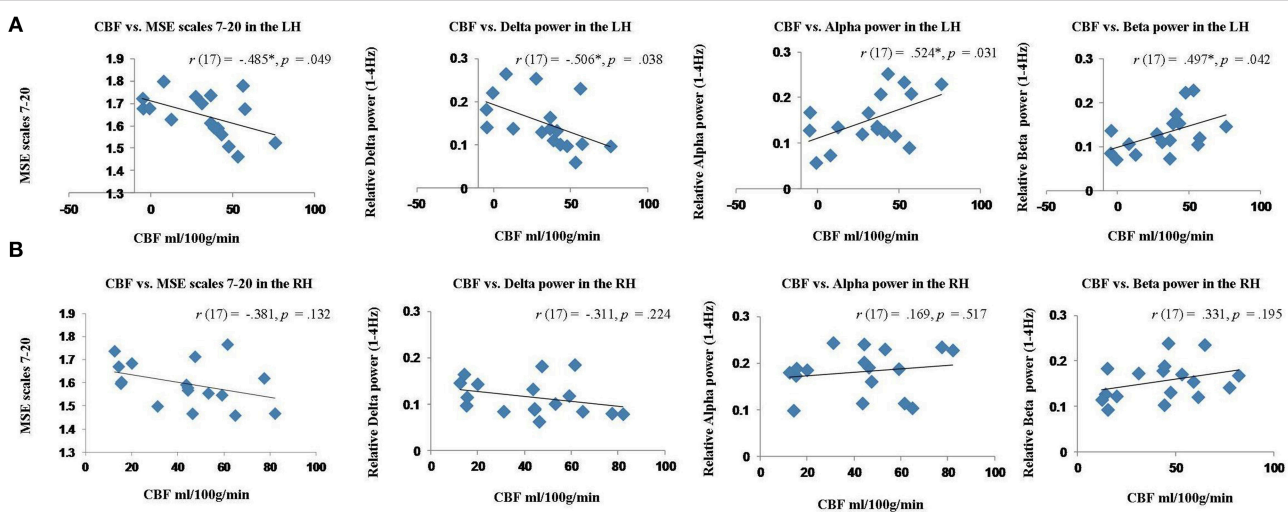 A
CBF vs. MSE scales 7-20 in the LH
r (17) = -.485*, p = .049
MSE scales 7-20
1.9
1.8
1.7
1.6
1.5
1.4
1.3
-50 0 50 100
CBF ml/100g/min
CBF vs. Delta power in the LH
r (17) = -.506*, p = .038
Relative Delta power (1-4Hz)
0.3
0.2
0.1
0
-50 0 50 100
CBF ml/100g/min
CBF vs. Alpha power in the LH
r (17) = .524*, p = .031
Relative Alpha power (1-4Hz)
0.3
0.2
0.1
0
-50 0 50 100
CBF ml/100g/min
CBF vs. Beta power in the LH
r (17) = .497*, p = .042
Relative Beta power (1-4Hz)
0.3
0.2
0.1
0
-50 0 50 100
CBF ml/100g/min
B
CBF vs. MSE scales 7-20 in the RH
r (17) = -.381, p = .132
MSE scales 7-20
1.9
1.8
1.7
1.6
1.5
1.4
1.3
0 20 40 60 80 100
CBF ml/100g/min
CBF vs. Delta power in the RH
r (17) = -.311, p = .224
Relative Delta power (1-4Hz)
0.3
0.2
0.1
0
0 20 40 60 80 100
CBF ml/100g/min
CBF vs. Alpha power in the RH
r (17) = .169, p = .517
Relative Alpha power (1-4Hz)
0.3
0.2
0.1
0
0 20 40 60 80 100
CBF ml/100g/min
CBF vs. Beta power in the RH
r (17) = .331, p = .195
Relative Beta power (1-4Hz)
0.3
0.2
0.1
0
0 50 100
CBF ml/100g/min